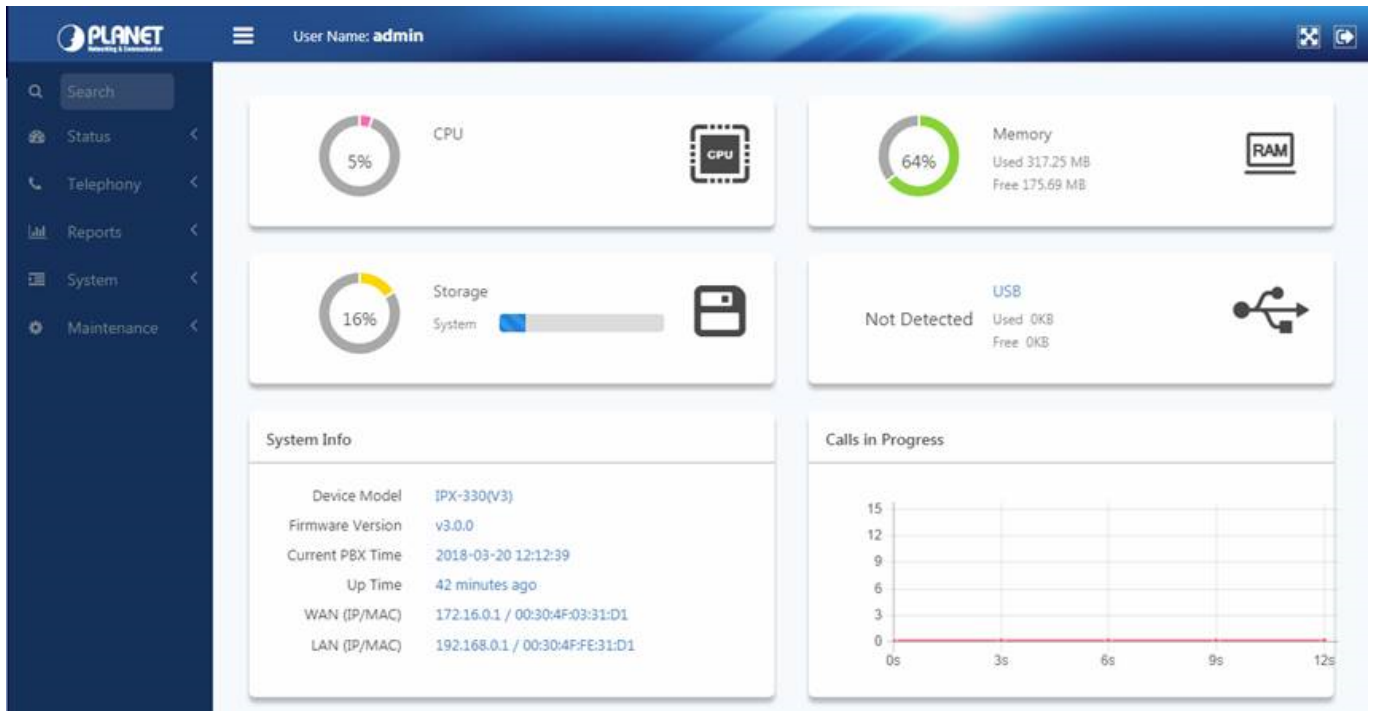 PLANET
Networking & Communication
User Name: admin
Search
Status
Telephony
Reports
System
Maintenance
5%
CPU
CPU
64%
Memory
Used 317.25 MB
Free 175.69 MB
RAM
16%
Storage
System
Not Detected
USB
Used 0KB
Free 0KB
System Info
Device Model IPX-330(V3)
Firmware Version v3.0.0
Current PBX Time 2018-03-20 12:12:39
Up Time 42 minutes ago
WAN (IP/MAC) 172.16.0.1 / 00:30:4F:03:31:D1
LAN (IP/MAC) 192.168.0.1 / 00:30:4F:FE:31:D1
Calls in Progress
15
12
9
6
3
0
0s 3s 6s 9s 12s